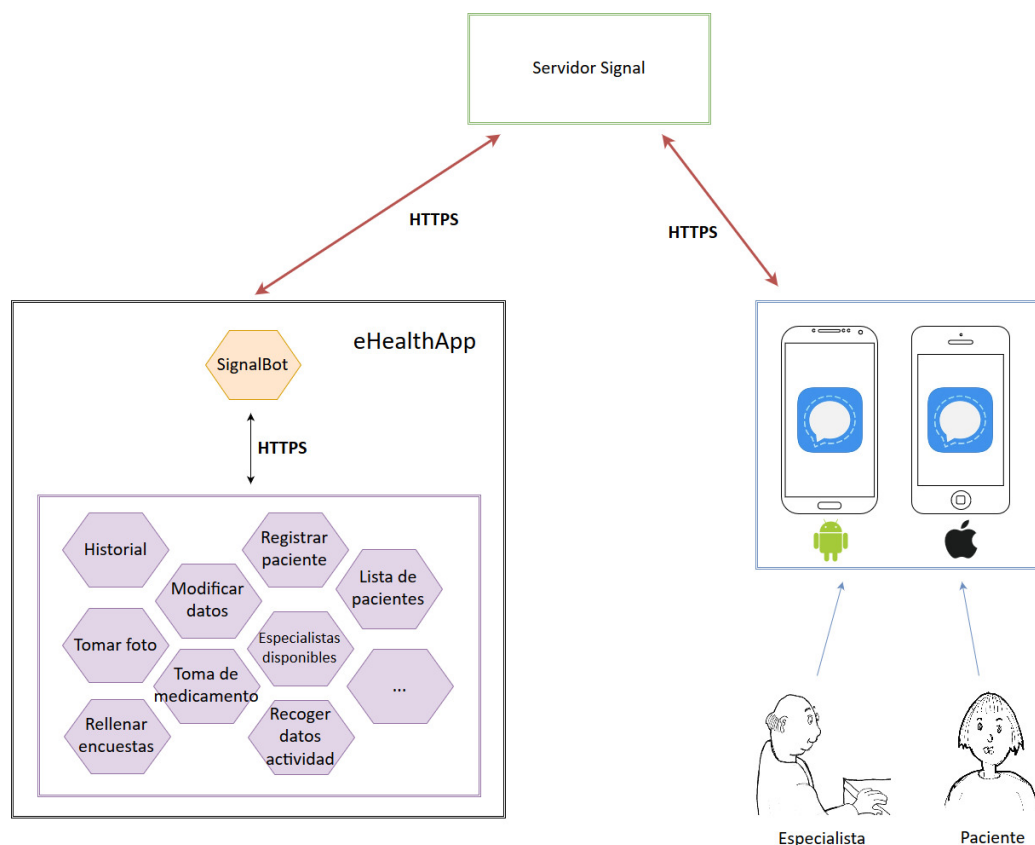 Servidor Signal
HTTPS
HTTPS
eHealthApp
SignalBot
HTTPS
Historial
Registrar
paciente
Modificar
datos
Lista de
pacientes
Tomar foto
Especialistas
disponibles
Toma de
medicamento
...
Rellenar
encuestas
Recoger
datos
actividad
Especialista
Paciente